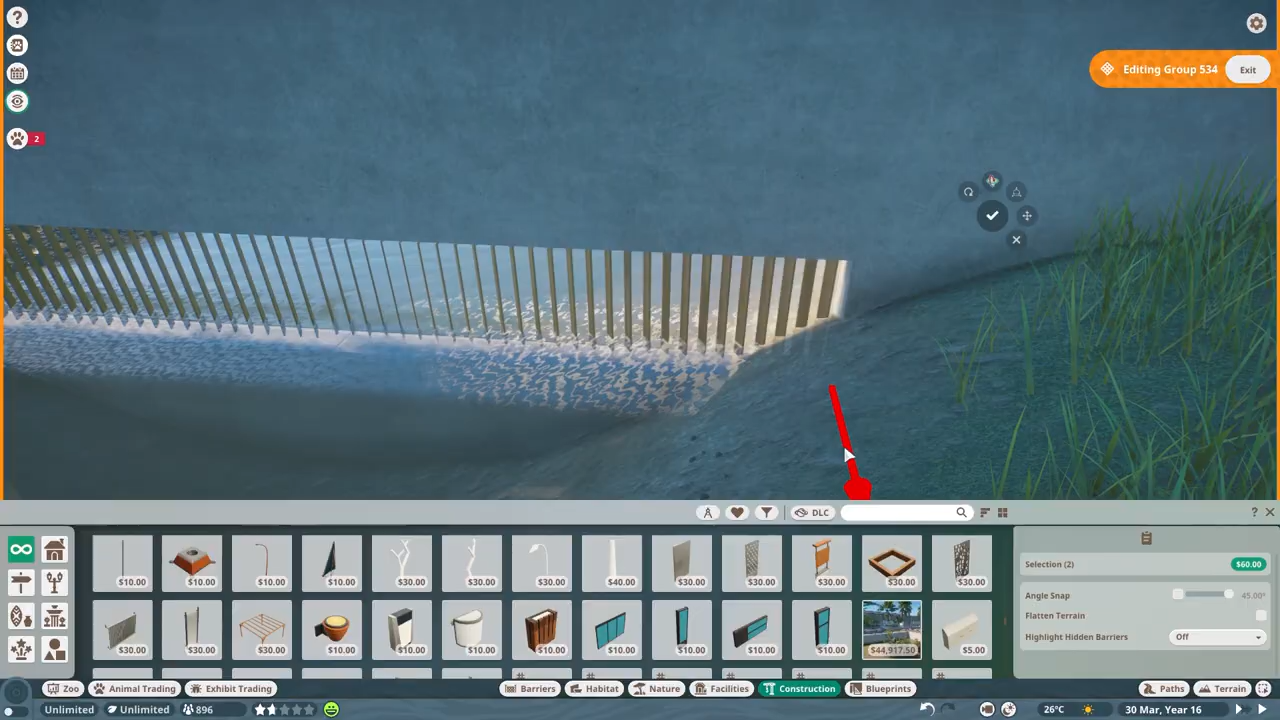 ?
Editing Group 534
Exit
2
DLC
?
$10.00 $10.00 $10.00 $10.00 $30.00 $30.00 $30.00 $40.00 $30.00 $30.00 $30.00 $30.00 $30.00
$30.00 $30.00 $10.00 $10.00 $10.00 $10.00 $10.00 $10.00 $10.00 $10.00 $10.00 $44,917.50 $5.00
Selection (2) $60.00
Angle Snap 45.00°
Flatten Terrain
Highlight Hidden Barriers Off
Zoo Animal Trading Exhibit Trading Barriers Habitat Nature Facilities Construction Blueprints Paths Terrain
Unlimited Unlimited 896 26°C 30 Mar, Year 16